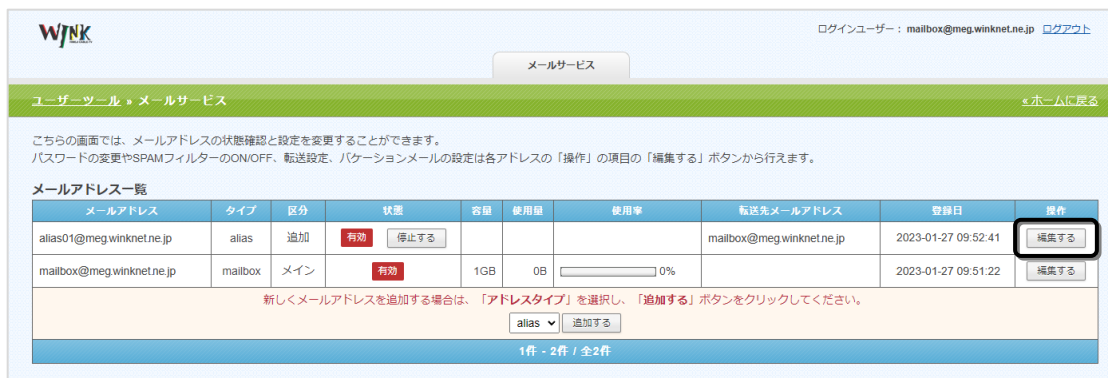 WINK
ログインユーザー： mailbox@meg.winknet.ne.jp ログアウト
メールサービス
ユーザーツール » メールサービス
«ホームに戻る
こちらの画面では、メールアドレスの状態確認と設定を変更することができます。
パスワードの変更やSPAMフィルターのON/OFF、転送設定、バケーションメールの設定は各アドレスの「操作」の項目の「編集する」ボタンから行えます。
メールアドレス一覧
メールアドレス タイプ 区分 状態 容量 使用量 使用率 転送先メールアドレス 登録日 操作
alias01@meg.winknet.ne.jp alias 追加 有効 停止する mailbox@meg.winknet.ne.jp 2023-01-27 09:52:41 編集する
mailbox@meg.winknet.ne.jp mailbox メイン 有効 1GB 0B 0% 2023-01-27 09:51:22 編集する
新しくメールアドレスを追加する場合は、「アドレスタイプ」を選択し、「追加する」ボタンをクリックしてください。
alias 追加する
1件 - 2件 / 全2件